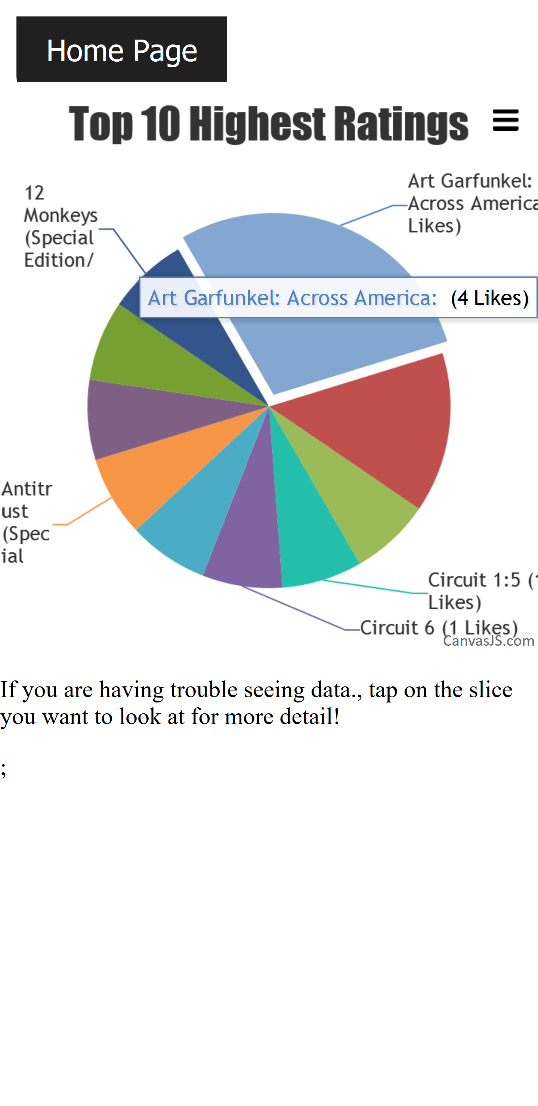 Home Page
Top 10 Highest Ratings
Art Garfunkel:
Across America
Likes)
12
Monkeys
(Special
Edition/
Art Garfunkel: Across America: (4 Likes)
Antitr
ust
(Spec
ial
Circuit 1:5 (1
Likes)
Circuit 6 (1 Likes)
CanvasJS.com
If you are having trouble seeing data., tap on the slice
you want to look at for more detail!
;